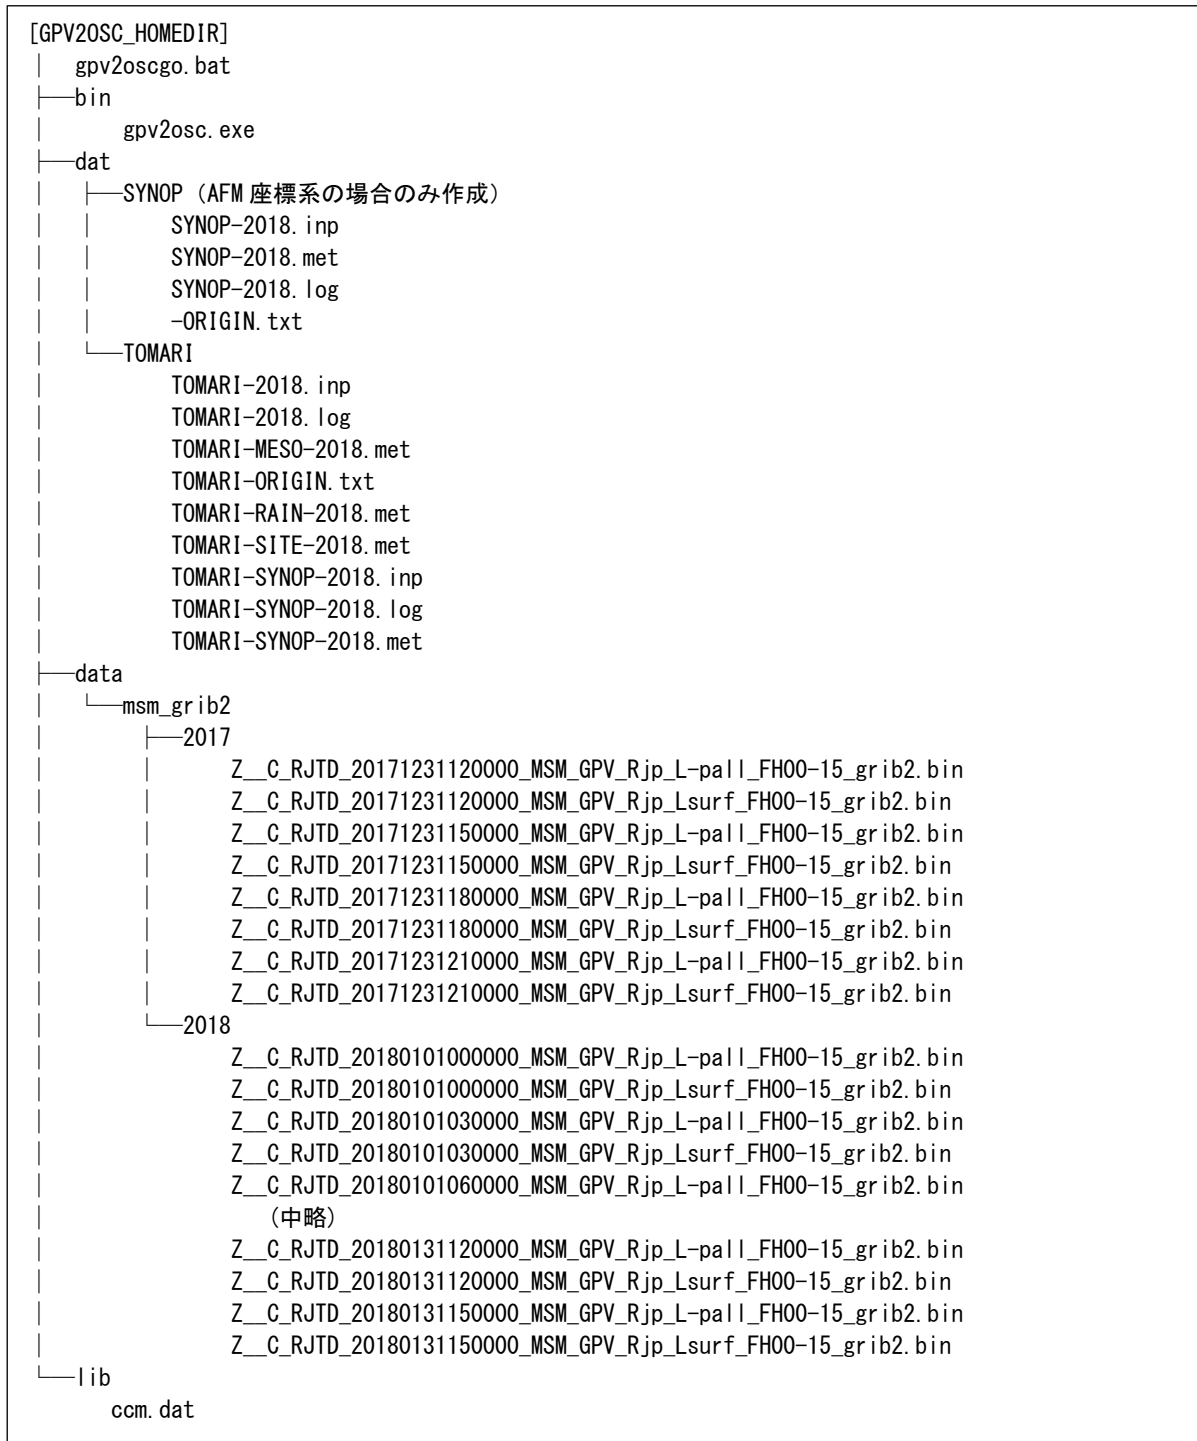 [GPV2OSC_HOMEDIR]
│ gpv2oscgo.bat
├─bin
│ gpv2osc.exe
├─dat
│ ├─SYNOP（AFM 座標系の場合のみ作成）
│ │ SYNOP-2018.inp
│ │ SYNOP-2018.met
│ │ SYNOP-2018.log
│ │ -ORIGIN.txt
│ └─TOMARI
│ TOMARI-2018.inp
│ TOMARI-2018.log
│ TOMARI-MESO-2018.met
│ TOMARI-ORIGIN.txt
│ TOMARI-RAIN-2018.met
│ TOMARI-SITE-2018.met
│ TOMARI-SYNOP-2018.inp
│ TOMARI-SYNOP-2018.log
│ TOMARI-SYNOP-2018.met
├─data
│ └─msm_grib2
│ ├─2017
│ │ Z__C_RJTD_20171231120000_MSM_GPV_Rjp_L-pall_FH00-15_grib2.bin
│ │ Z__C_RJTD_20171231120000_MSM_GPV_Rjp_Lsurf_FH00-15_grib2.bin
│ │ Z__C_RJTD_20171231150000_MSM_GPV_Rjp_L-pall_FH00-15_grib2.bin
│ │ Z__C_RJTD_20171231150000_MSM_GPV_Rjp_Lsurf_FH00-15_grib2.bin
│ │ Z__C_RJTD_20171231180000_MSM_GPV_Rjp_L-pall_FH00-15_grib2.bin
│ │ Z__C_RJTD_20171231180000_MSM_GPV_Rjp_Lsurf_FH00-15_grib2.bin
│ │ Z__C_RJTD_20171231210000_MSM_GPV_Rjp_L-pall_FH00-15_grib2.bin
│ │ Z__C_RJTD_20171231210000_MSM_GPV_Rjp_Lsurf_FH00-15_grib2.bin
│ └─2018
│ Z__C_RJTD_20180101000000_MSM_GPV_Rjp_L-pall_FH00-15_grib2.bin
│ Z__C_RJTD_20180101000000_MSM_GPV_Rjp_Lsurf_FH00-15_grib2.bin
│ Z__C_RJTD_20180101030000_MSM_GPV_Rjp_L-pall_FH00-15_grib2.bin
│ Z__C_RJTD_20180101030000_MSM_GPV_Rjp_Lsurf_FH00-15_grib2.bin
│ Z__C_RJTD_20180101060000_MSM_GPV_Rjp_L-pall_FH00-15_grib2.bin
│ （中略）
│ Z__C_RJTD_20180131120000_MSM_GPV_Rjp_L-pall_FH00-15_grib2.bin
│ Z__C_RJTD_20180131120000_MSM_GPV_Rjp_Lsurf_FH00-15_grib2.bin
│ Z__C_RJTD_20180131150000_MSM_GPV_Rjp_L-pall_FH00-15_grib2.bin
│ Z__C_RJTD_20180131150000_MSM_GPV_Rjp_Lsurf_FH00-15_grib2.bin
└─lib
ccm.dat